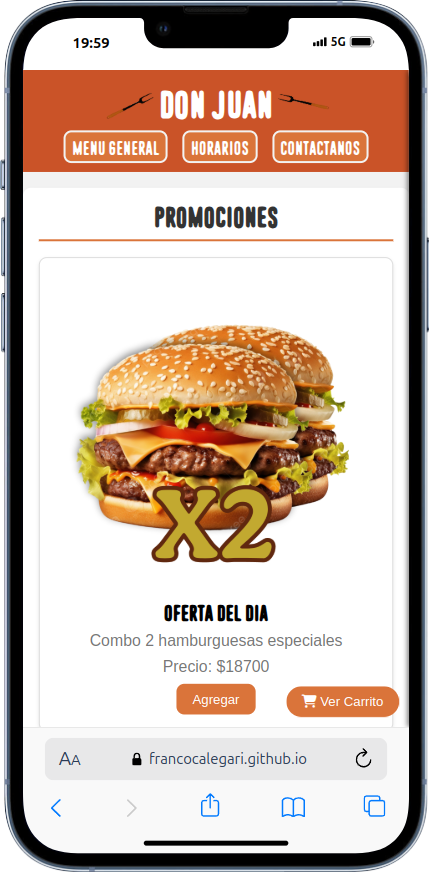 19:59
5G
DON JUAN
MENU GENERAL
HORARIOS
CONTACTANOS
PROMOCIONES
X2
OFERTA DEL DIA
Combo 2 hamburguesas especiales
Precio: $18700
Agregar
Ver Carrito
AA
francocalegari.github.io